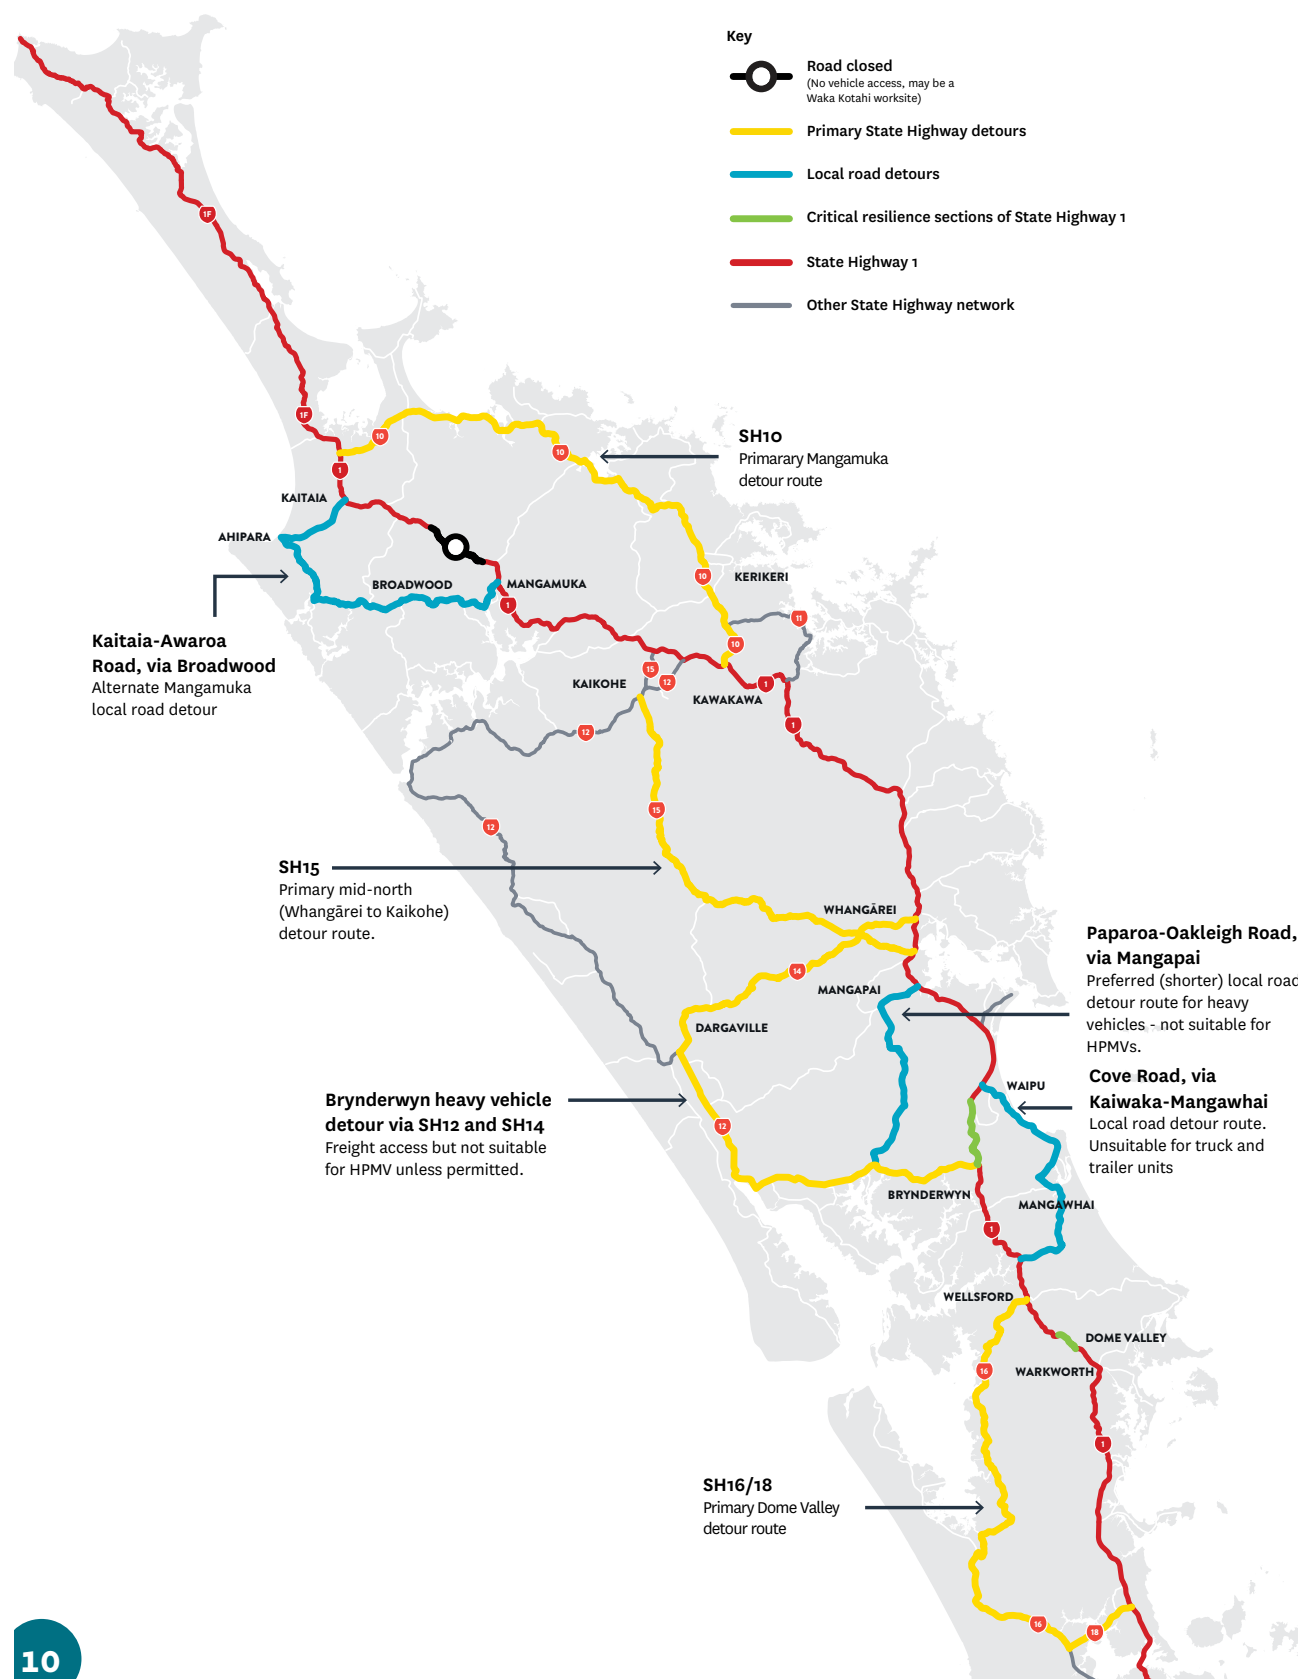 Key
Road closed
(No vehicle access, may be a
Waka Kotahi worksite)
Primary State Highway detours
Local road detours
Critical resilience sections of State Highway 1
State Highway 1
Other State Highway network
1F
1F
10
10
SH10
Primarary Mangamuka
detour route
1
KAITAIA
AHIPARA
BROADWOOD
MANGAMUKA
10
KERIKERI
1
11
10
Kaitaia-Awaroa
Road, via Broadwood
Alternate Mangamuka
local road detour
15
12
KAIKOHE
KAWAKAWA
1
1
12
15
12
SH15
Primary mid-north
(Whangārei to Kaikohe)
detour route.
WHANGĀREI
14
MANGAPAI
DARGAVILLE
Paparoa-Oakleigh Road,
via Mangapai
Preferred (shorter) local road
detour route for heavy
vehicles - not suitable for
HPMVs.
Cove Road, via
Kaiwaka-Mangawhai
Local road detour route.
Unsuitable for truck and
trailer units
WAIPU
Brynderwyn heavy vehicle
detour via SH12 and SH14
Freight access but not suitable
for HPMV unless permitted.
12
BRYNDERWYN
MANGAWHAI
1
WELLSFORD
DOME VALLEY
WARKWORTH
16
1
SH16/18
Primary Dome Valley
detour route
16
18
10